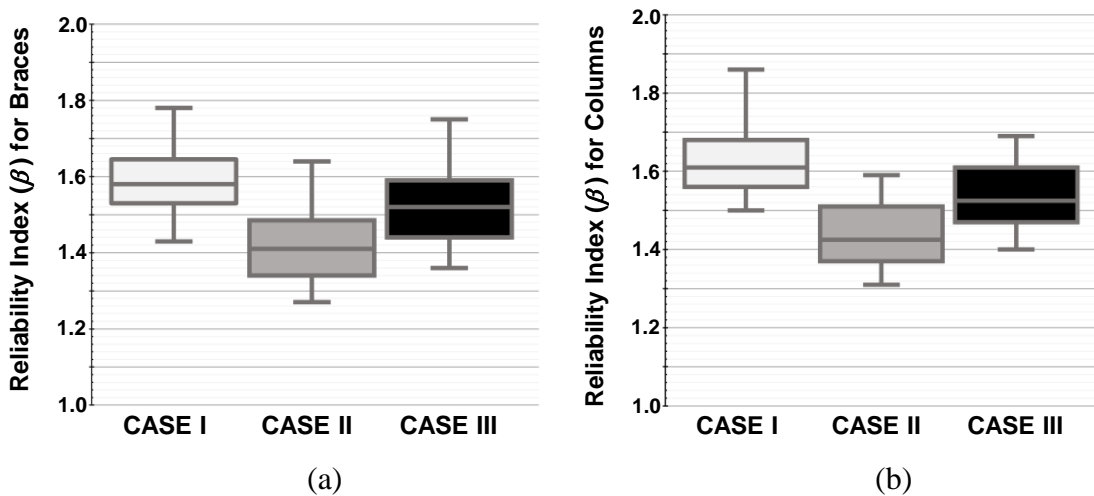 Reliability Index (β) for Braces
2.0
1.8
1.6
1.4
1.2
1.0
CASE I CASE II CASE III
(a)
Reliability Index (β) for Columns
2.0
1.8
1.6
1.4
1.2
1.0
CASE I CASE II CASE III
(b)